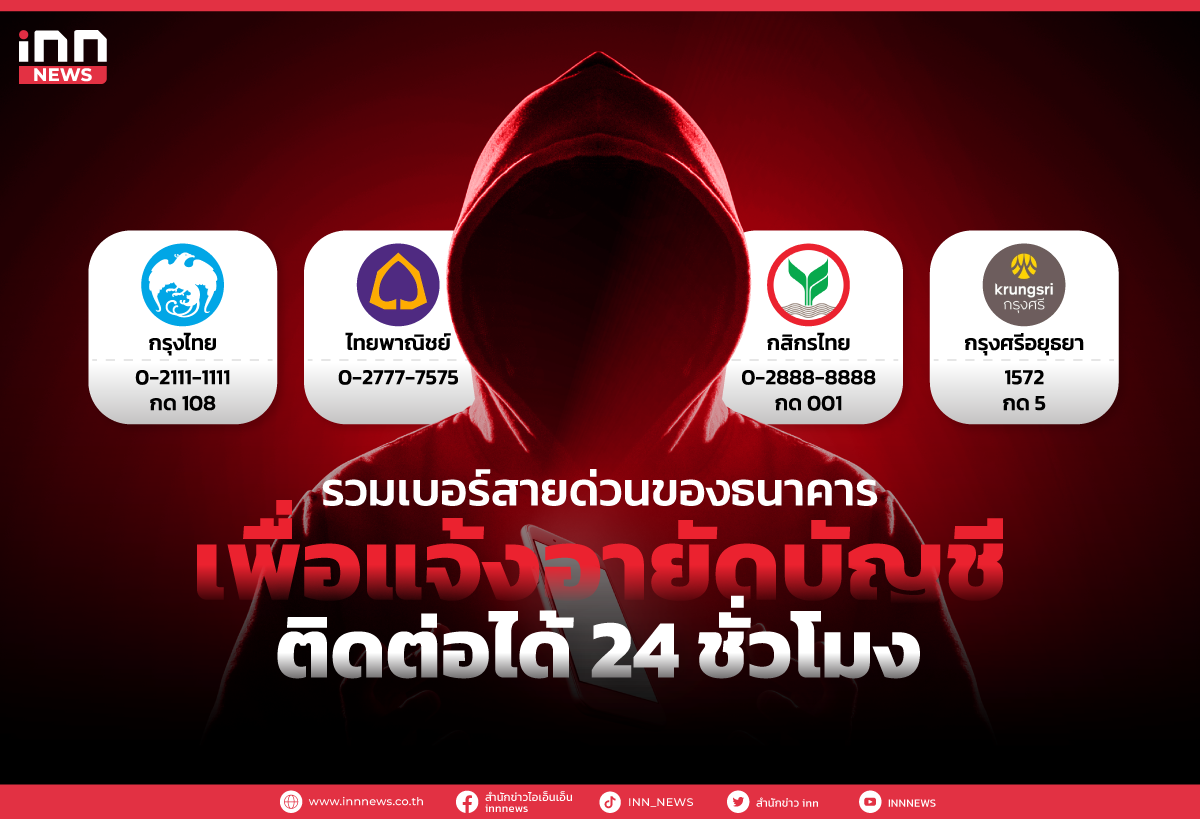 inn
NEWS
กรุงไทย
0-2111-1111
กด 108
ไทยพาณิชย์
0-2777-7575
กสิกรไทย
0-2888-8888
กด 001
krungsri
กรุงศรี
กรุงศรีอยุธยา
1572
กด 5
รวมเบอร์สายด่วนของธนาคาร
เพื่อแจ้งอายัดบัญชี
ติดต่อได้ 24 ชั่วโมง
www.innnews.co.th
สำนักข่าวไอเอ็นเอ็น
innnews
INN_NEWS
สำนักข่าว inn
INNNEWS